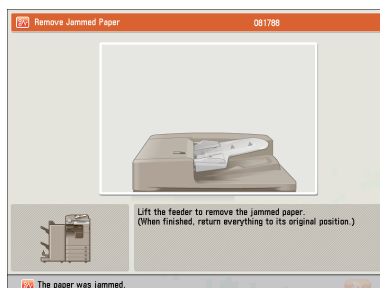 Remove Jammed Paper
081788
Lift the feeder to remove the jammed paper.
(When finished, return everything to its original position.)
The paper was jammed.